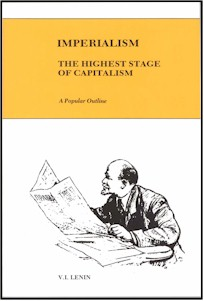 IMPERIALISM
THE HIGHEST STAGE
OF CAPITALISM
A Popular Outline
V.I. LENIN